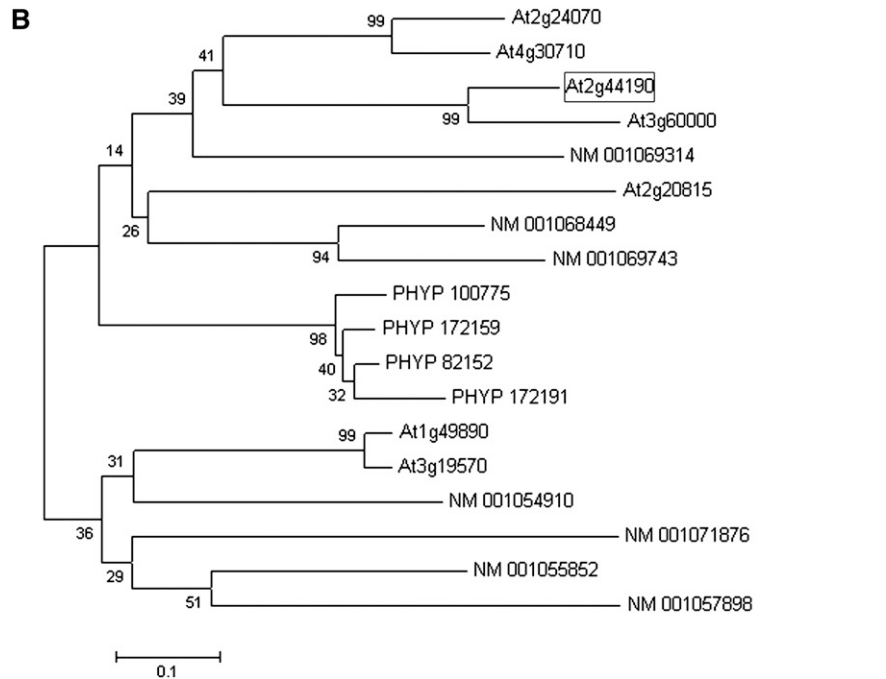 B
99
At2g24070
At4g30710
41
At2g44190
39
99
At3g60000
14
NM 001069314
At2g20815
26
NM 001068449
94
NM 001069743
PHYP 100775
98
PHYP 172159
40
PHYP 82152
32
PHYP 172191
99
At1g49890
31
At3g19570
NM 001054910
36
NM 001071876
29
NM 001055852
51
NM 001057898
0.1